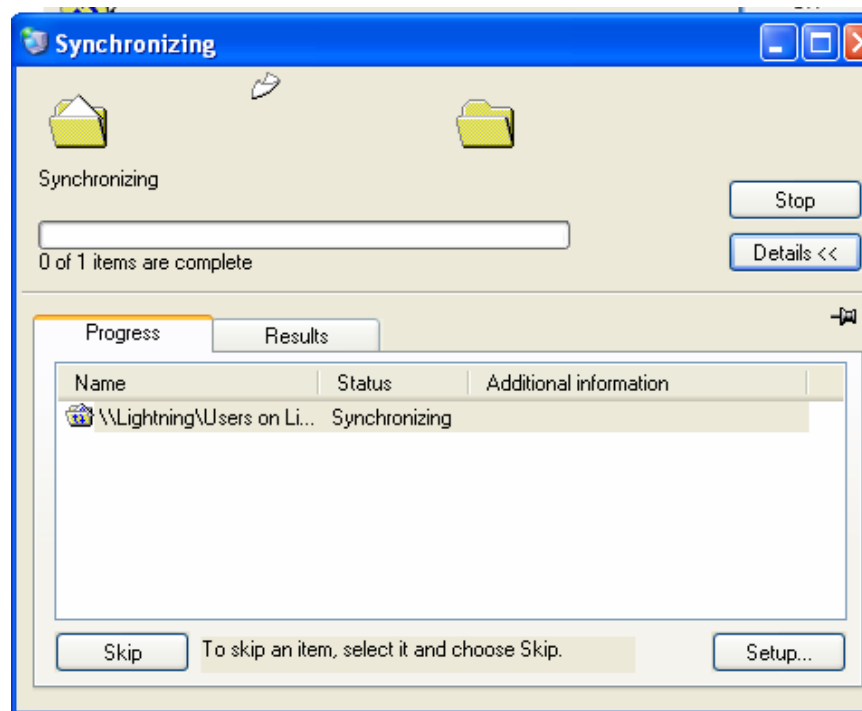 Synchronizing
Synchronizing
Stop
0 of 1 items are complete
Details <<
Progress Results
Name Status Additional information
\\Lightning\Users on Li... Synchronizing
Skip To skip an item, select it and choose Skip. Setup...